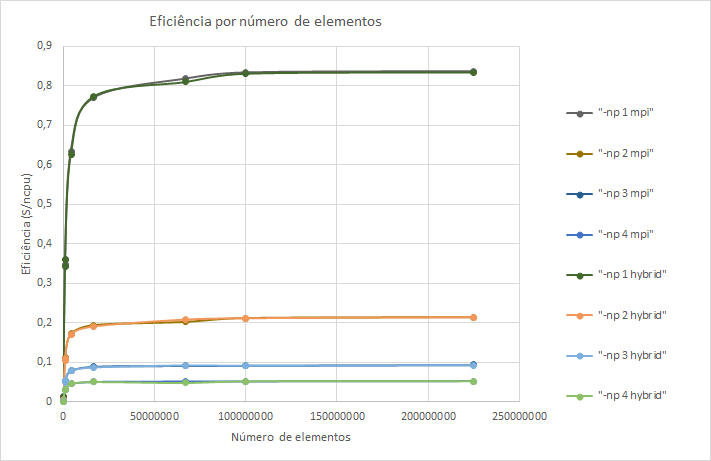 Eficiência por número de elementos
0,9
0,8
0,7
0,6
0,5
0,4
0,3
0,2
0,1
0
Eficiência (S/ncpu)
0 50000000 100000000 150000000 200000000 250000000
Número de elementos
"-np 1 mpi"
"-np 2 mpi"
"-np 3 mpi"
"-np 4 mpi"
"-np 1 hybrid"
"-np 2 hybrid"
"-np 3 hybrid"
"-np 4 hybrid"